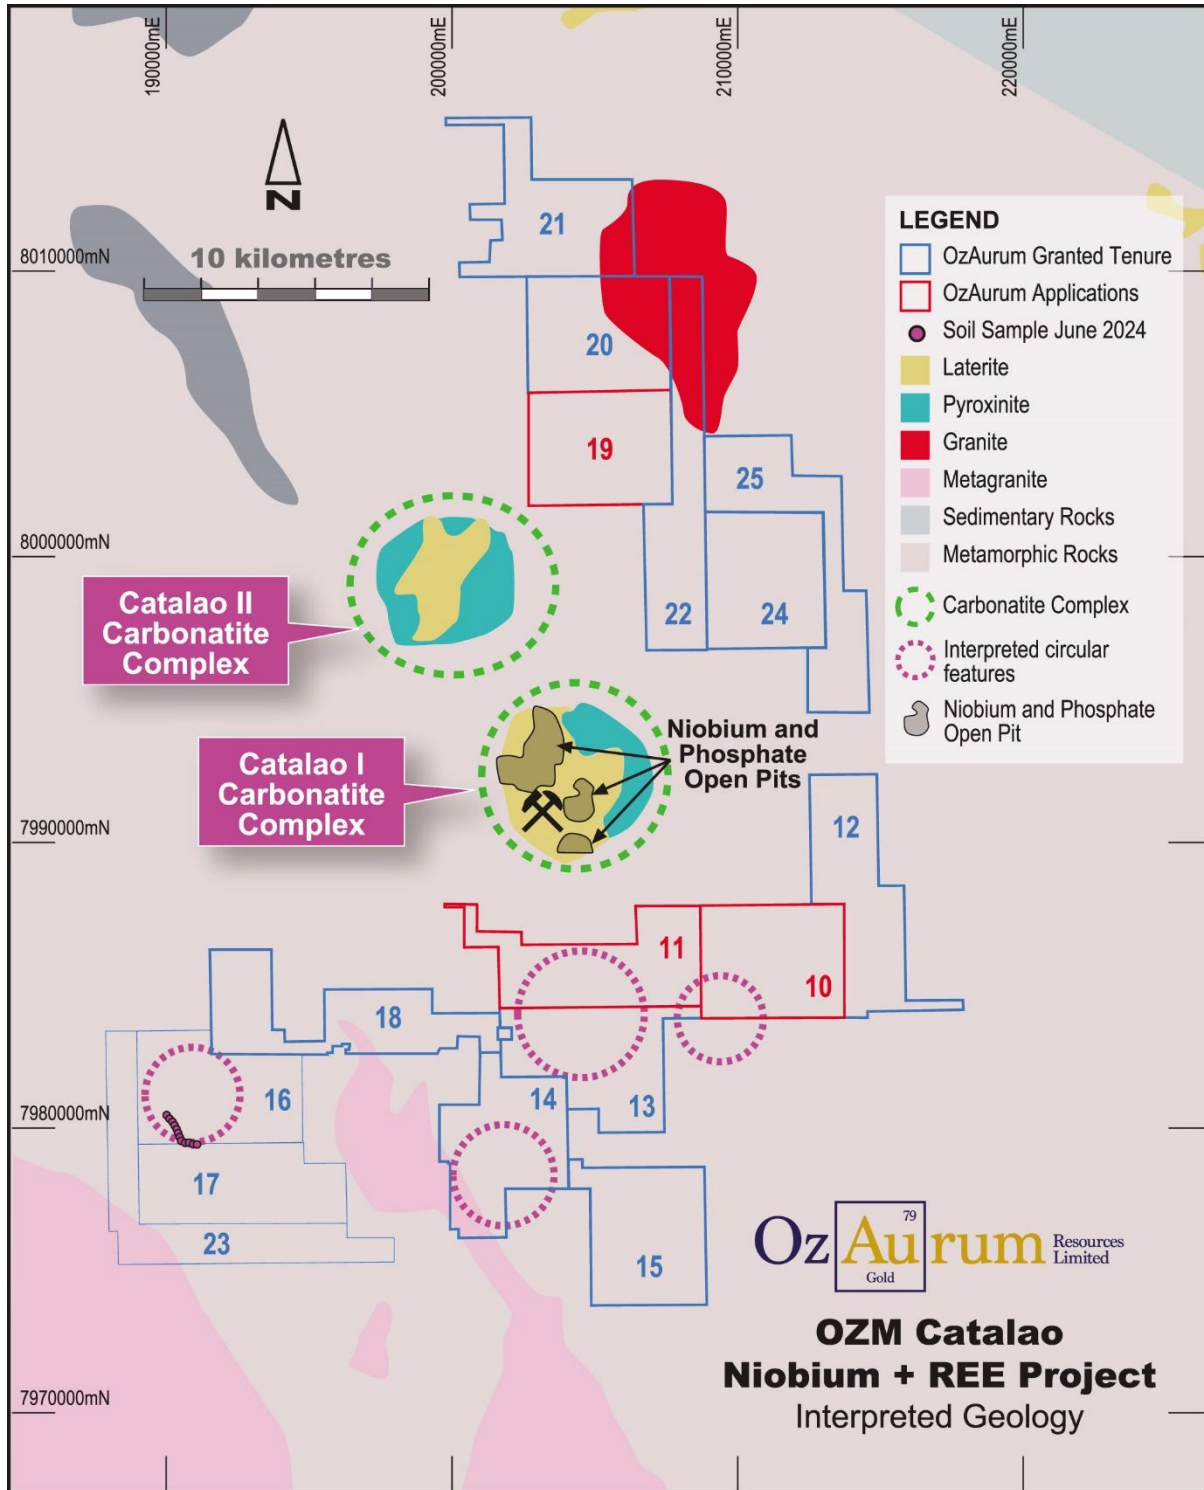 190000mE
200000mE
210000mE
220000mE
8010000mN
8000000mN
7990000mN
7980000mN
7970000mN
N
10 kilometres
LEGEND
OzAurum Granted Tenure
OzAurum Applications
Soil Sample June 2024
Laterite
Pyroxinite
Granite
Metagranite
Sedimentary Rocks
Metamorphic Rocks
Carbonatite Complex
Interpreted circular
features
Niobium and Phosphate
Open Pit
21
20
19
25
22
24
Catalao II
Carbonatite
Complex
Catalao I
Carbonatite
Complex
Niobium and
Phosphate
Open Pits
12
11
10
18
16
14
13
17
23
15
79
OzAurum Resources
Limited
Gold
OZM Catalao
Niobium + REE Project
Interpreted Geology